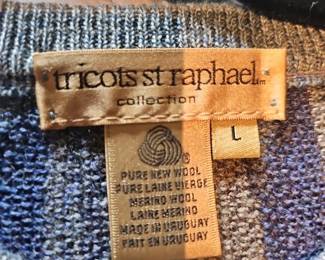 tricots st raphael™
collection
L
®
PURE NEW WOOL
PURE LAINE VIERGE
MERINO WOOL
LAINE MERINO
MADE IN URUGUAY
FAIT EN URUGUAY